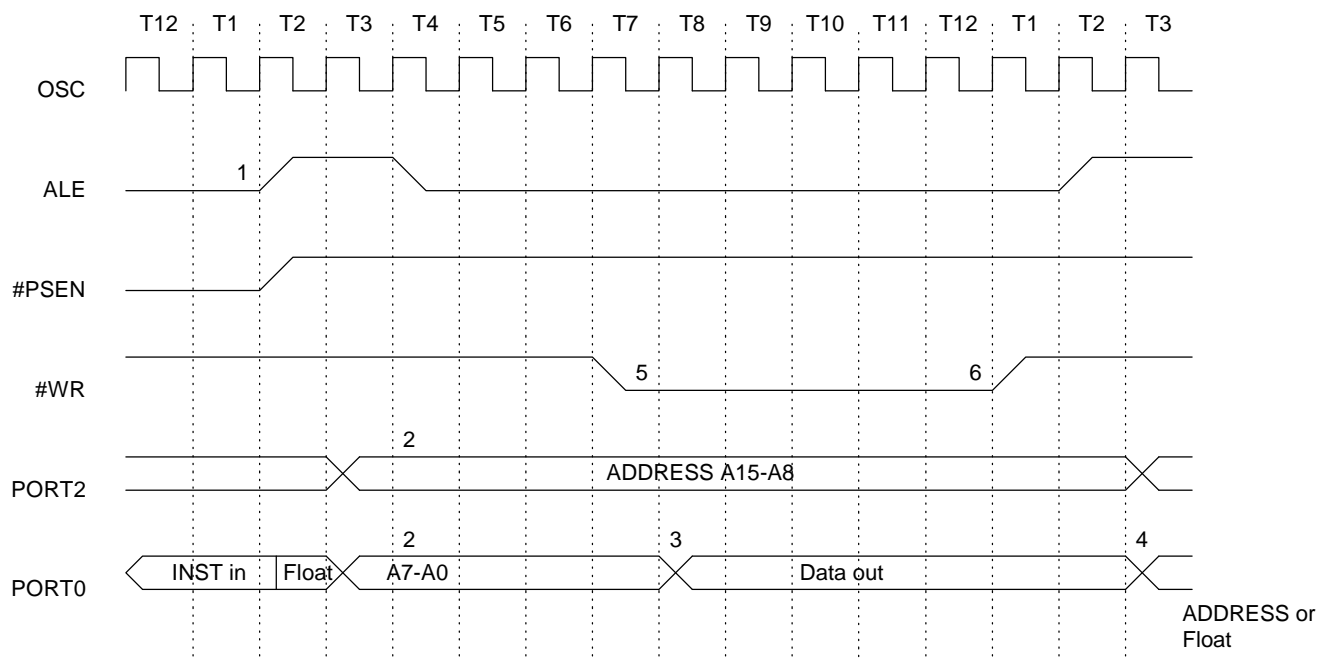 T12 T1 T2 T3 T4 T5 T6 T7 T8 T9 T10 T11 T12 T1 T2 T3
OSC
1
ALE
#PSEN
5 6
#WR
2
ADDRESS A15-A8
PORT2
2 3 4
INST in Float A7-A0 Data out
PORT0
ADDRESS or
Float